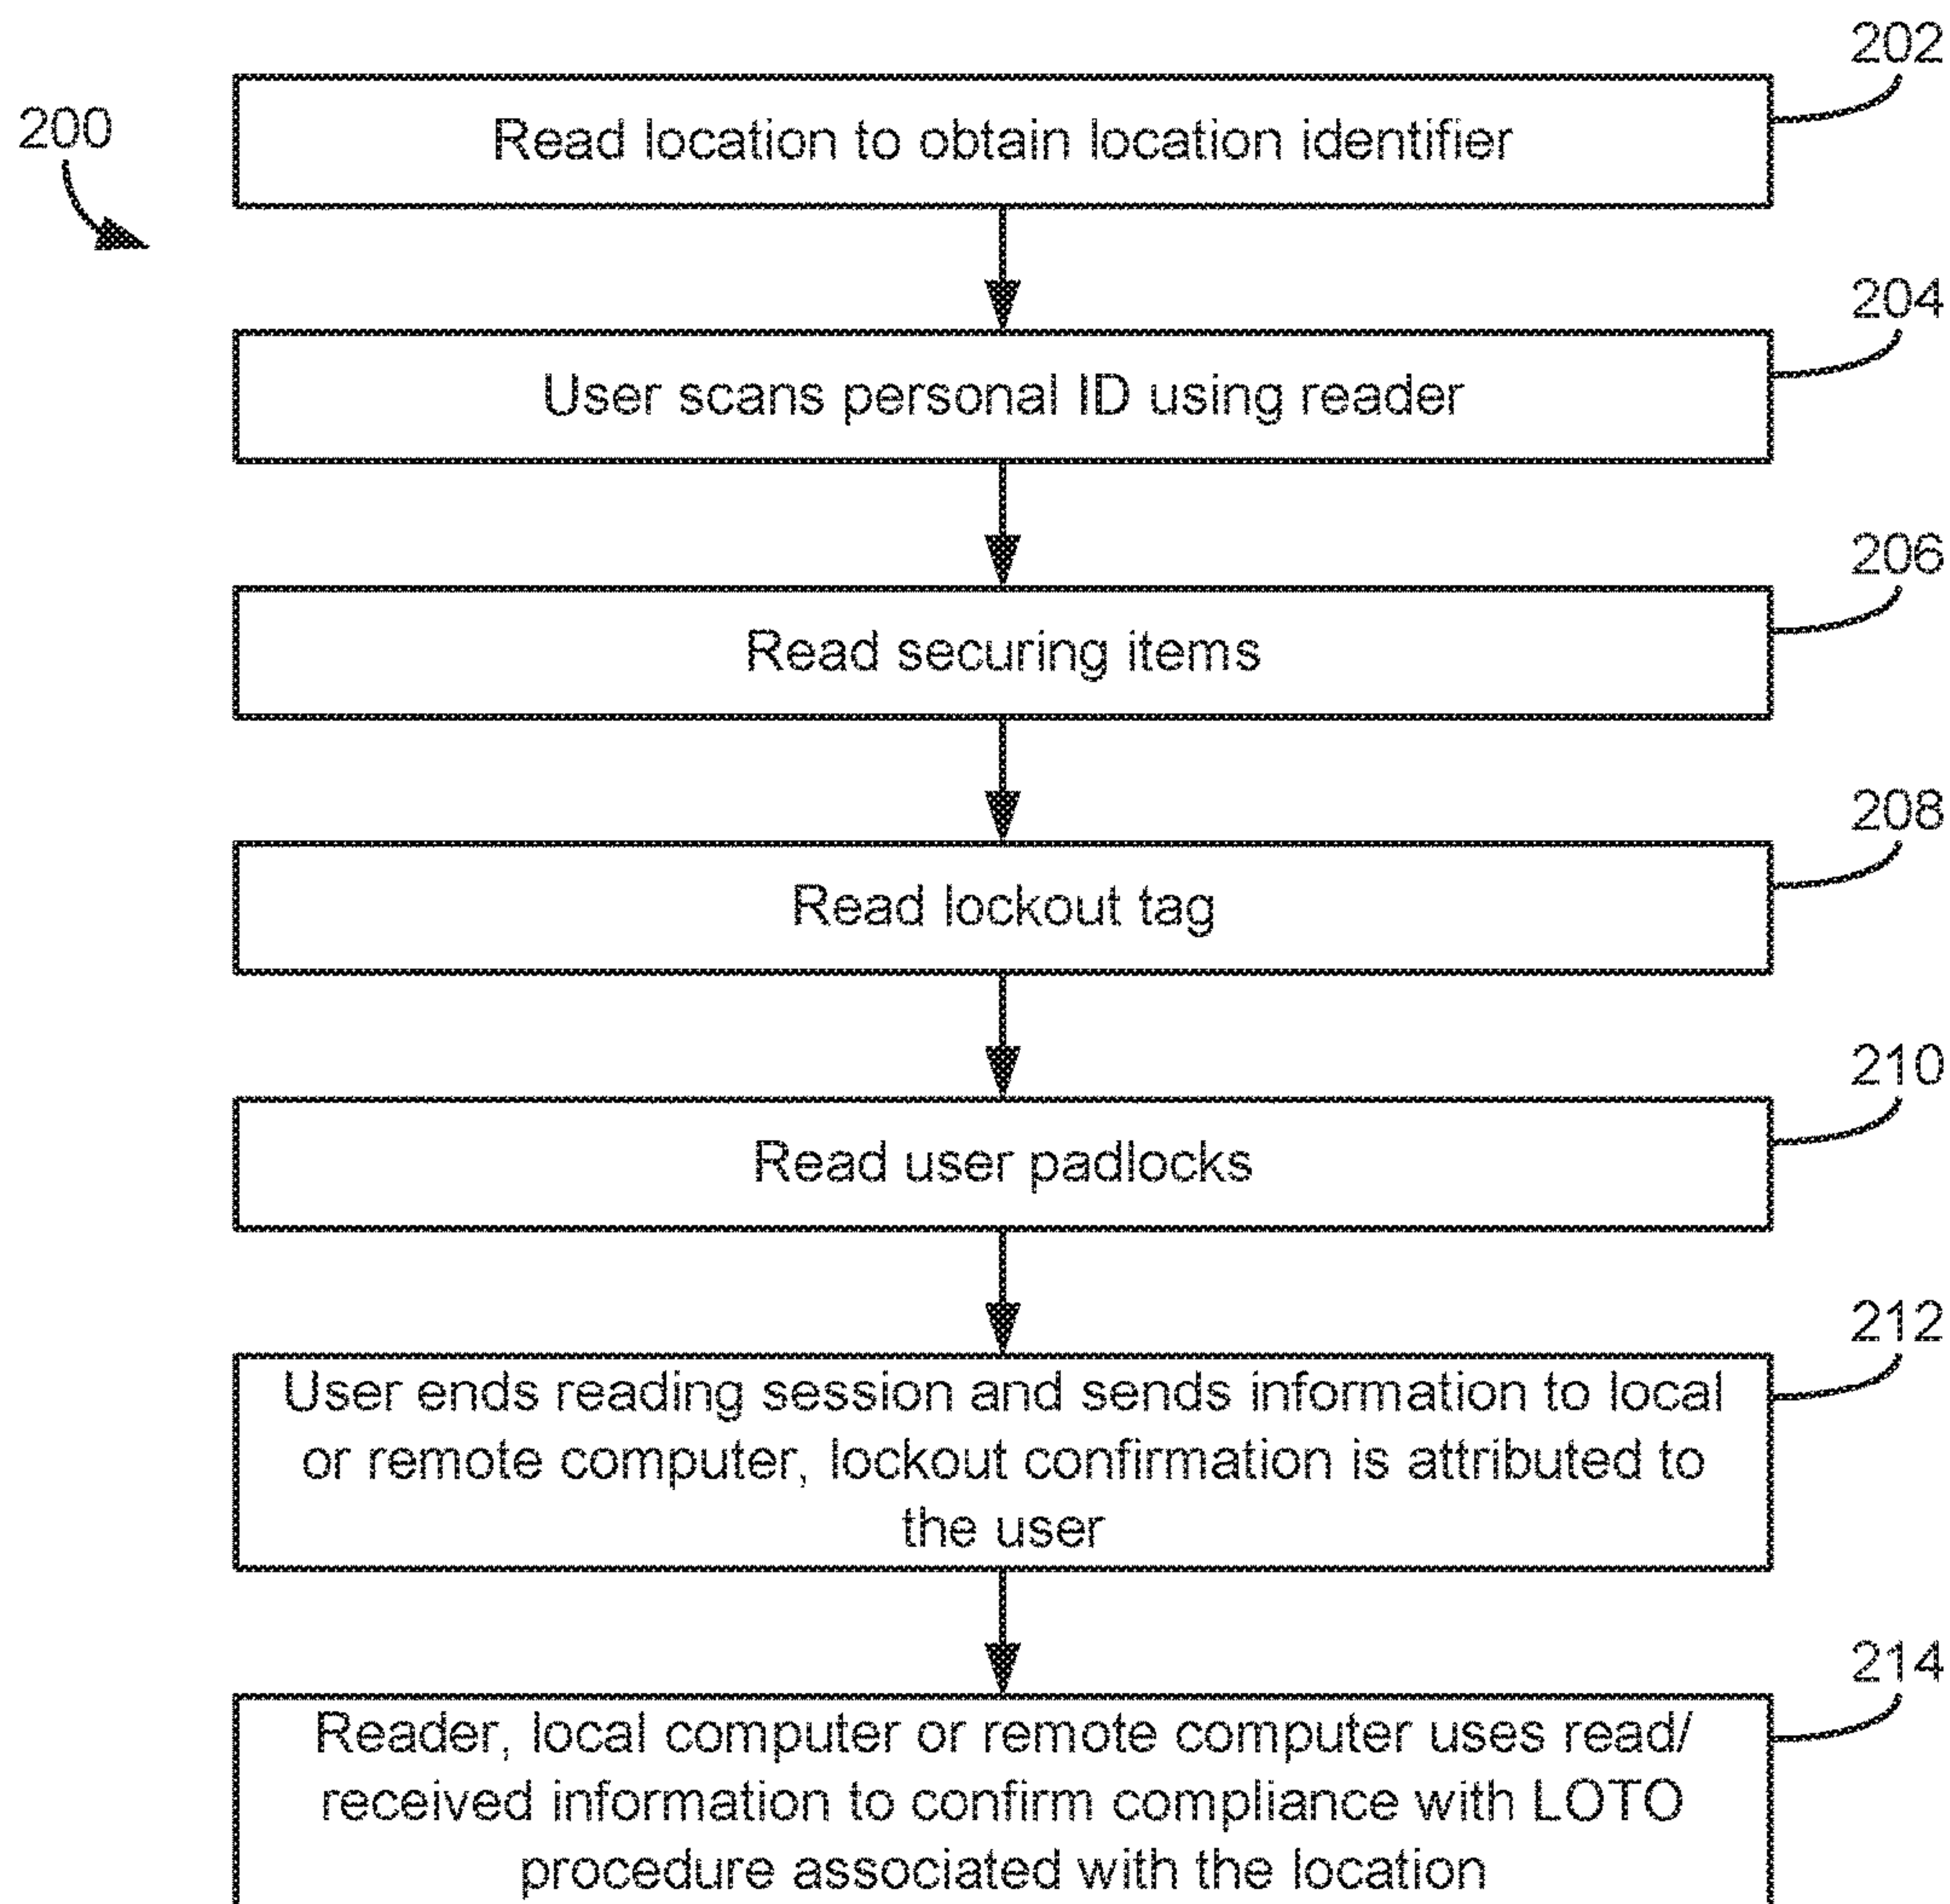 202
200
Read location to obtain location identifier
204
User scans personal ID using reader
206
Read securing items
208
Read lockout tag
210
Read user padlocks
212
User ends reading session and sends information to local
or remote computer, lockout confirmation is attributed to
the user
214
Reader, local computer or remote computer uses read/
received information to confirm compliance with LOTO
procedure associated with the location